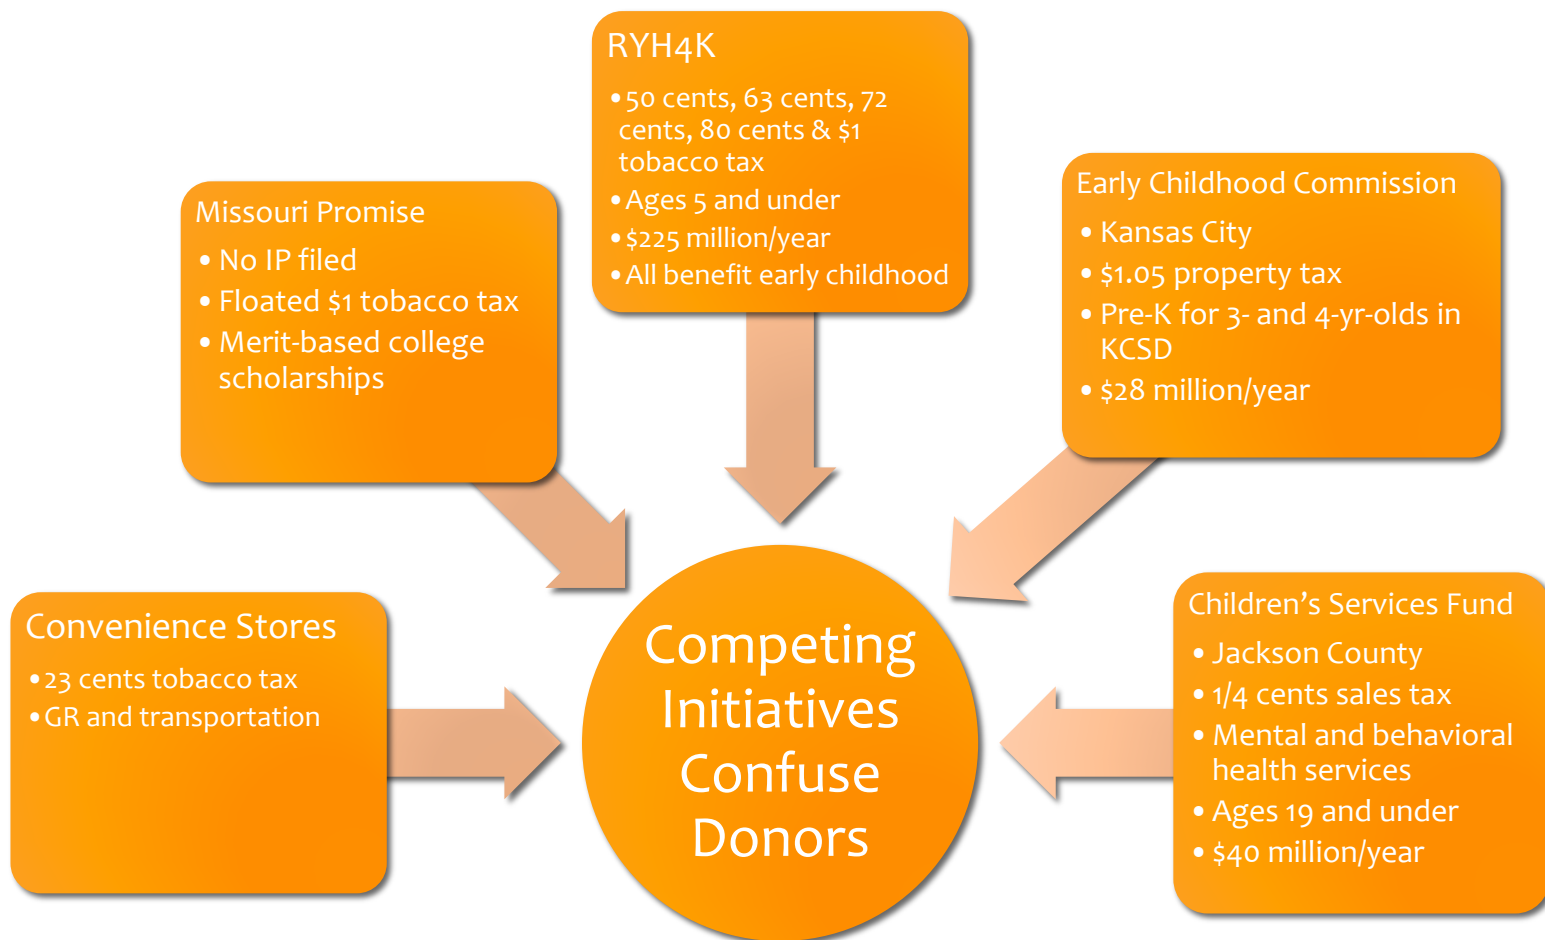 RYH4K
•50 cents, 63 cents, 72
cents, 80 cents & $1
tobacco tax
•Ages 5 and under
•$225 million/year
•All benefit early childhood
Missouri Promise
• No IP filed
• Floated $1 tobacco tax
• Merit-based college
scholarships
Early Childhood Commission
• Kansas City
• $1.05 property tax
• Pre-K for 3- and 4-yr-olds in
KCSD
• $28 million/year
Convenience Stores
•23 cents tobacco tax
•GR and transportation
Competing
Initiatives
Confuse
Donors
Children’s Services Fund
• Jackson County
• 1/4 cents sales tax
• Mental and behavioral
health services
• Ages 19 and under
• $40 million/year